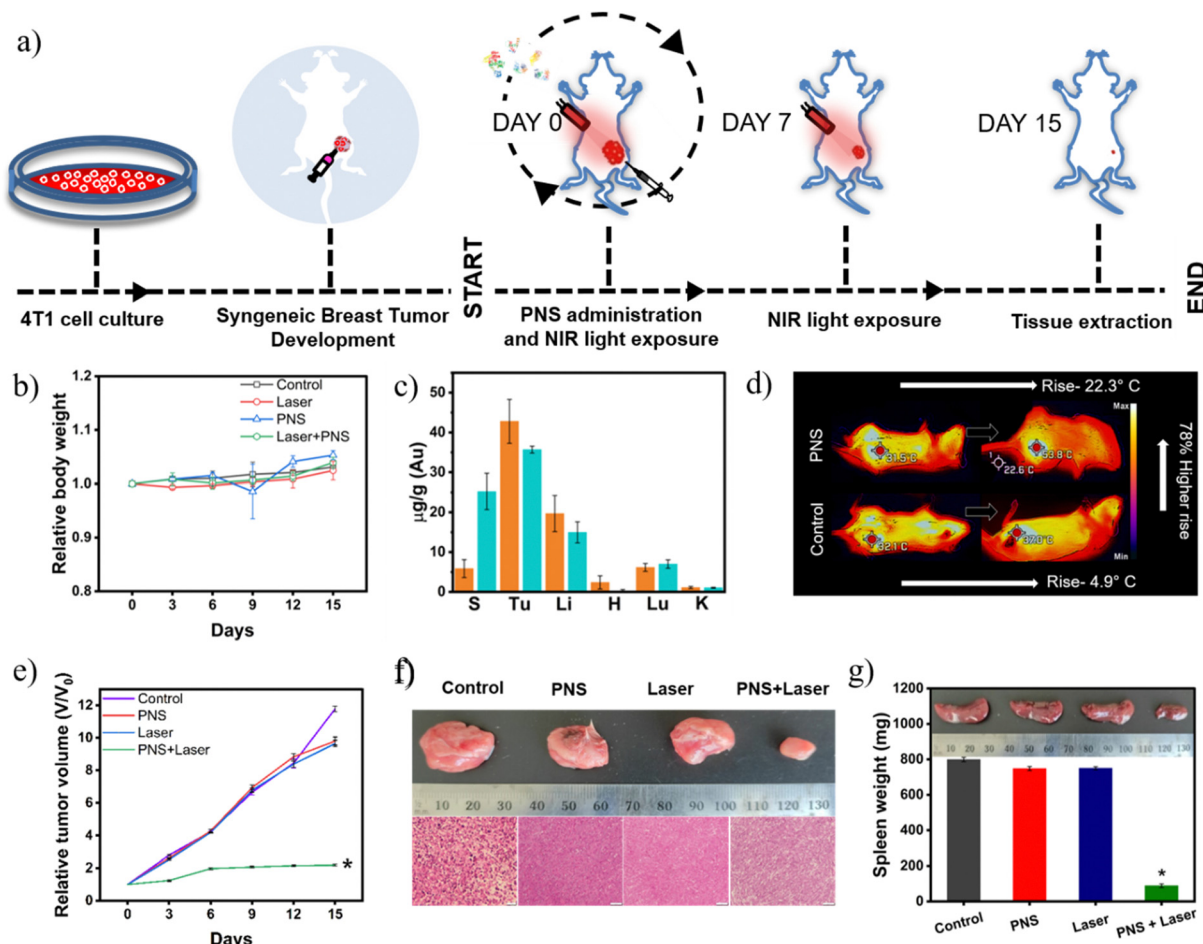 a)
DAY 0
DAY 7
DAY 15
START
END
4T1 cell culture
Syngeneic Breast Tumor
Development
PNS administration
and NIR light exposure
NIR light exposure
Tissue extraction
b)
Relative body weight
1.2
1.1
1.0
0.9
0.8
Control
Laser
PNS
Laser+PNS
0 3 6 9 12 15
Days
c)
µg/g (Au)
50
40
30
20
10
0
S Tu Li H Lu K
d)
Rise- 22.3° C
PNS
31.5 C
1
22.6 C
53.8 C
Control
32.1 C
37.0°C
Rise- 4.9° C
Max
Min
78% Higher rise
e)
Relative tumor volume (V/V₀)
12
10
8
6
4
2
0
Control
PNS
Laser
PNS+Laser
*
0 3 6 9 12 15
Days
f)
Control PNS Laser PNS+Laser
10 20 30 40 50 60 70 80 90 100 110 120 130
g)
Spleen weight (mg)
1200
1000
800
600
400
200
0
10 20 30 40 50 60 70 80 90 100 110 120 130
*
Control PNS Laser PNS + Laser